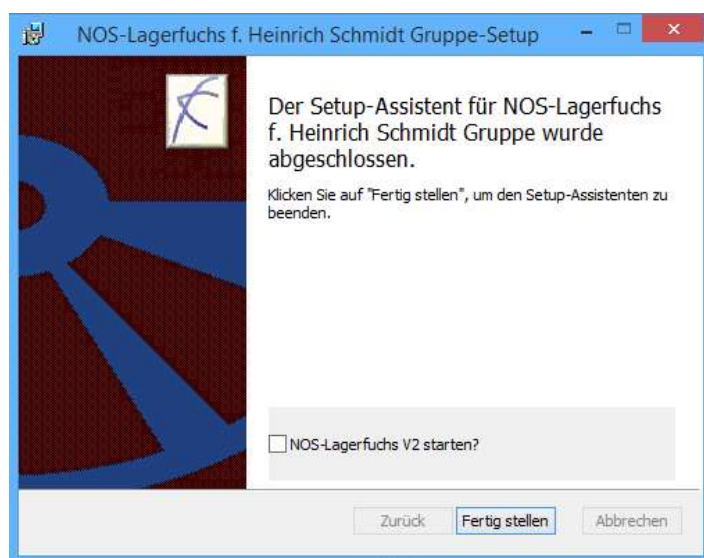 NOS-Lagerfuchs f. Heinrich Schmidt Gruppe-Setup
Der Setup-Assistent für NOS-Lagerfuchs
f. Heinrich Schmidt Gruppe wurde
abgeschlossen.
Klicken Sie auf "Fertig stellen", um den Setup-Assistenten zu
beenden.
NOS-Lagerfuchs V2 starten?
Zurück Fertig stellen Abbrechen